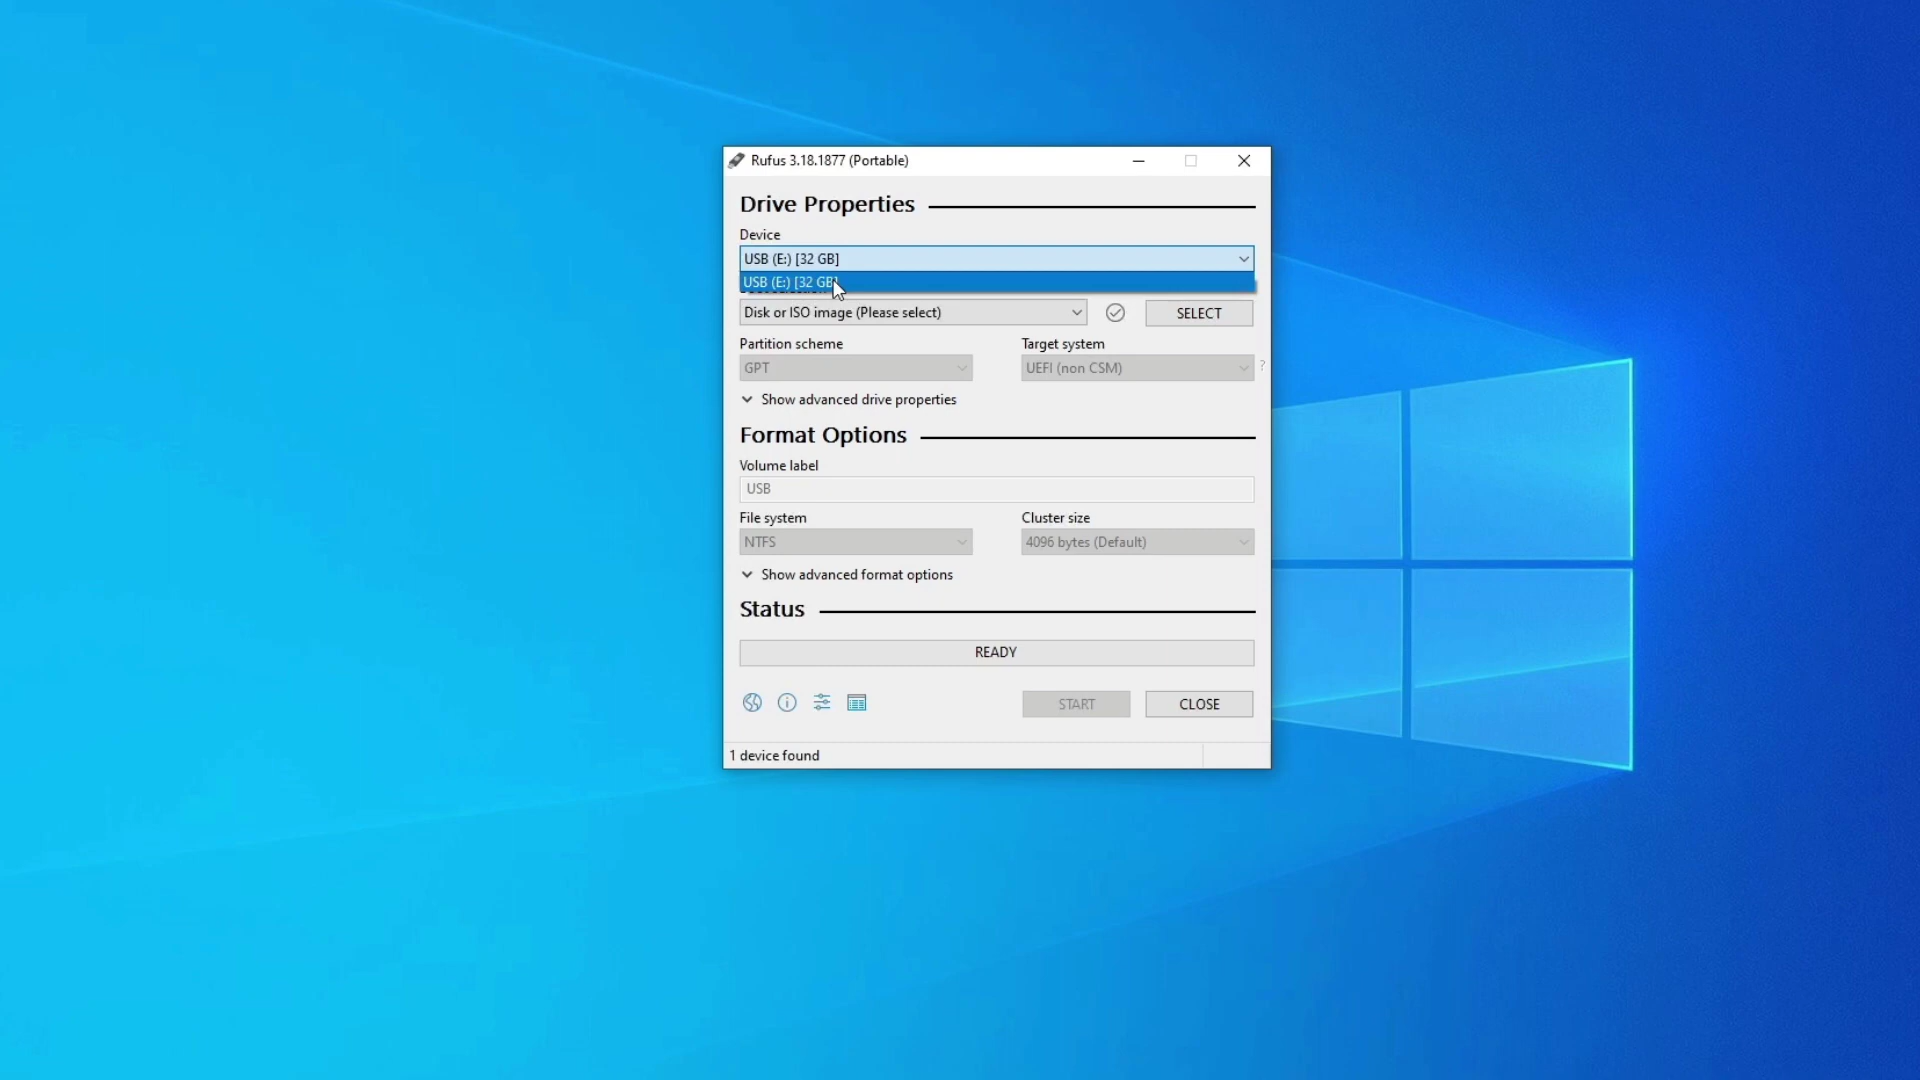 Rufus 3.18.1877 (Portable)
Drive Properties
Device
USB (E:) [32 GB]
USB (E:) [32 GB]
Disk or ISO image (Please select)
SELECT
Partition scheme
Target system
GPT
UEFI (non CSM)
?
Show advanced drive properties
Format Options
Volume label
USB
File system
Cluster size
NTFS
4096 bytes (Default)
Show advanced format options
Status
READY
START
CLOSE
1 device found